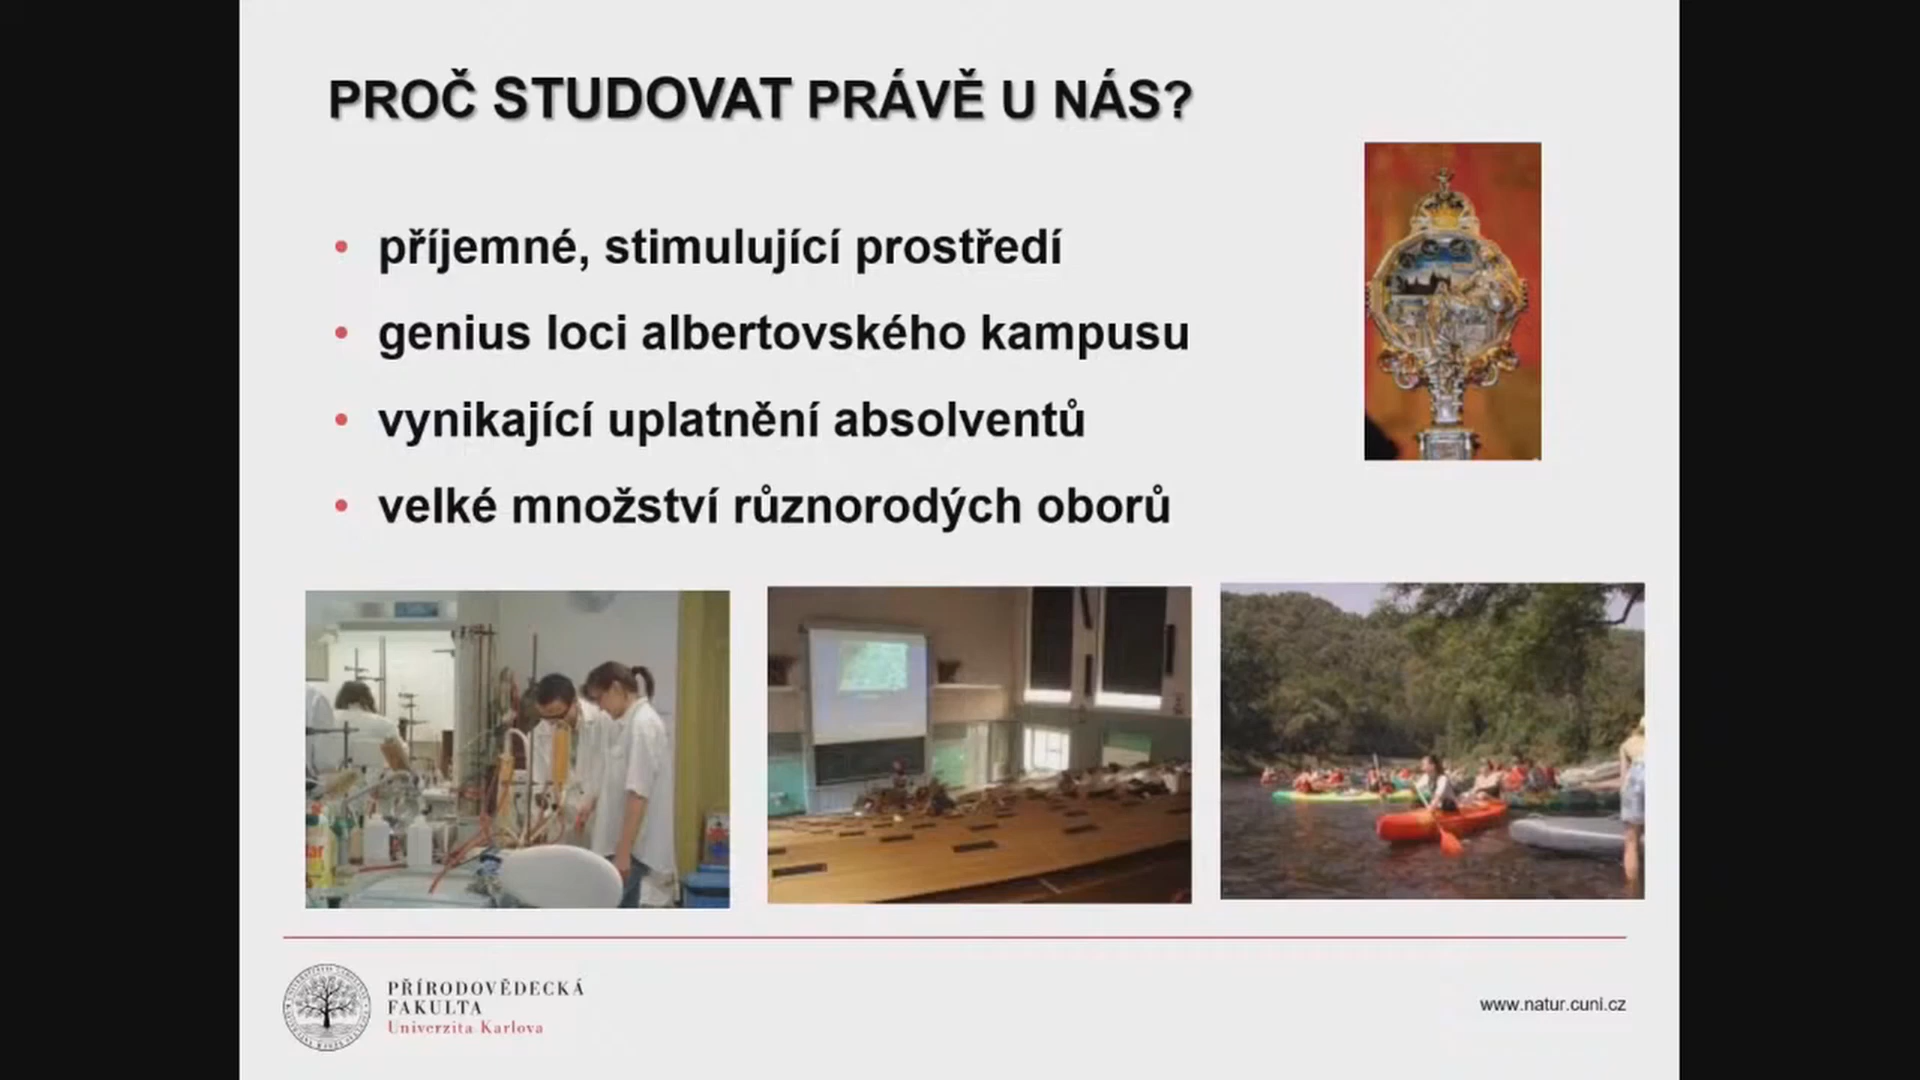 PROČ STUDOVAT PRÁVĚ U NÁS?
• příjemné, stimulující prostředí
• genius loci albertovského kampusu
• vynikající uplatnění absolventů
• velké množství různorodých oborů
PŘÍRODOVĚDECKÁ
FAKULTA
Univerzita Karlova
www.natur.cuni.cz